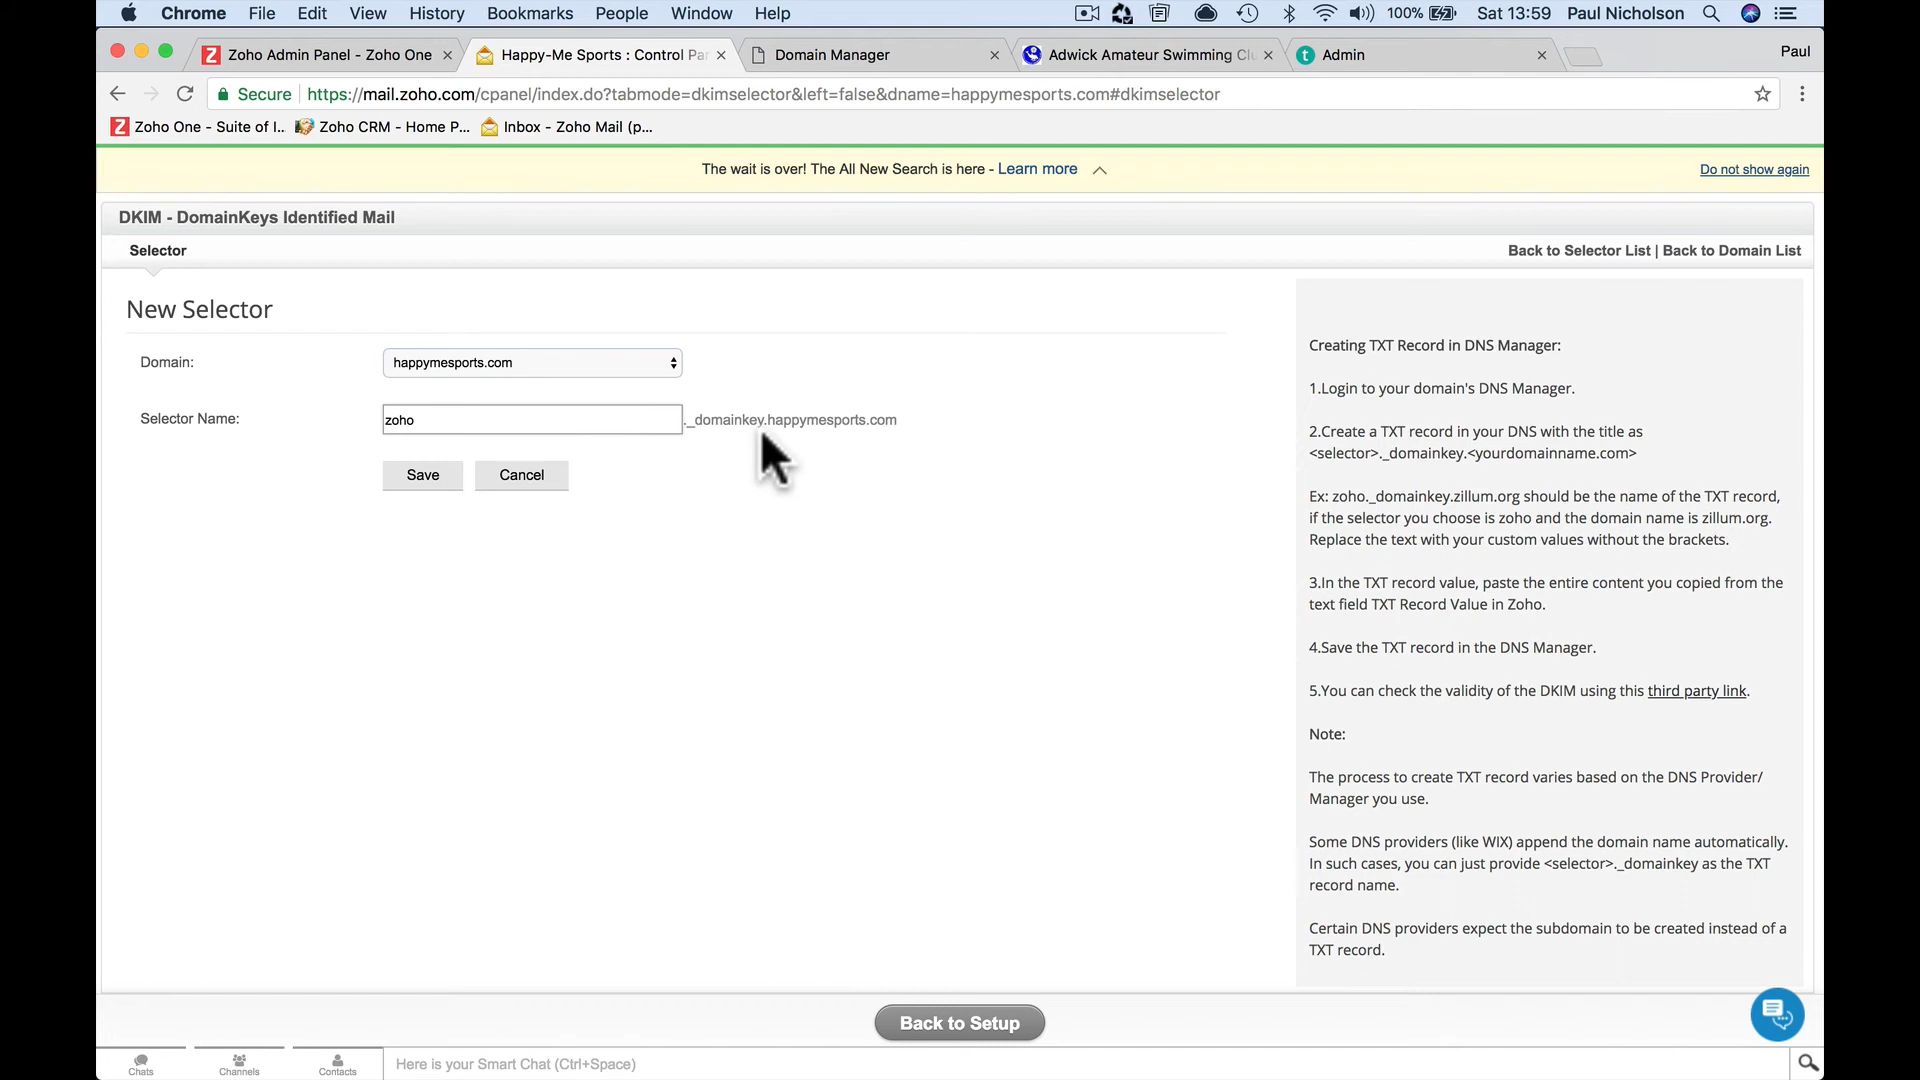 Chrome File Edit View History Bookmarks People Window Help 100% Sat 13:59 Paul Nicholson
Zoho Admin Panel - Zoho One
Happy-Me Sports : Control Pa
Domain Manager
Adwick Amateur Swimming Cl
Admin
Paul
Secure https://mail.zoho.com/cpanel/index.do?tabmode=dkimselector&left=false&dname=happymesports.com#dkimselector
Zoho One - Suite of I... Zoho CRM - Home P... Inbox - Zoho Mail (p...
The wait is over! The All New Search is here - Learn more
Do not show again
DKIM - DomainKeys Identified Mail
Selector
Back to Selector List | Back to Domain List
New Selector
Domain:
happymesports.com
Selector Name:
zoho
._domainkey.happymesports.com
Save
Cancel
Creating TXT Record in DNS Manager:
1.Login to your domain's DNS Manager.
2.Create a TXT record in your DNS with the title as
<selector>._domainkey.<yourdomainname.com>
Ex: zoho._domainkey.zillum.org should be the name of the TXT record,
if the selector you choose is zoho and the domain name is zillum.org.
Replace the text with your custom values without the brackets.
3.In the TXT record value, paste the entire content you copied from the
text field TXT Record Value in Zoho.
4.Save the TXT record in the DNS Manager.
5.You can check the validity of the DKIM using this third party link.
Note:
The process to create TXT record varies based on the DNS Provider/
Manager you use.
Some DNS providers (like WIX) append the domain name automatically.
In such cases, you can just provide <selector>._domainkey as the TXT
record name.
Certain DNS providers expect the subdomain to be created instead of a
TXT record.
Back to Setup
Chats
Channels
Contacts
Here is your Smart Chat (Ctrl+Space)